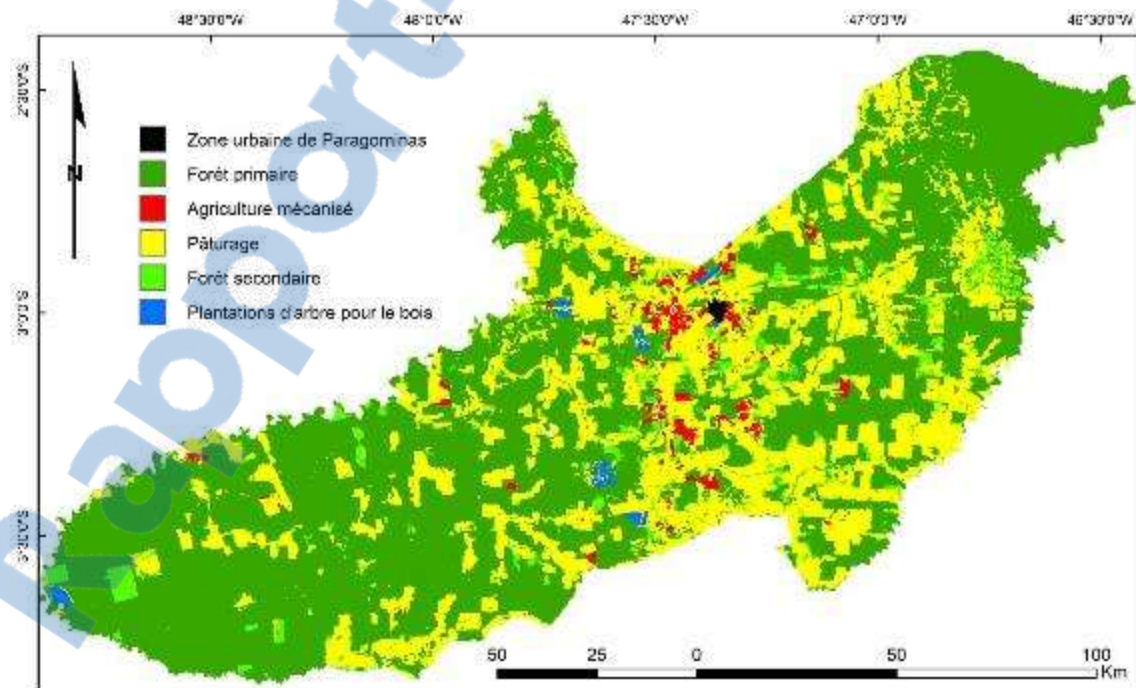 48°30'0"W 48°0'0"W 47°30'0"W 47°0'0"W 46°30'0"W
2°30'0"S
N
Zone urbaine de Paragominas
Forêt primaire
Agriculture mécanisé
Pâturage
Forêt secondaire
Plantations d'arbre pour le bois
3°0'0"S
3°30'0"S
50 25 0 50 100
Km